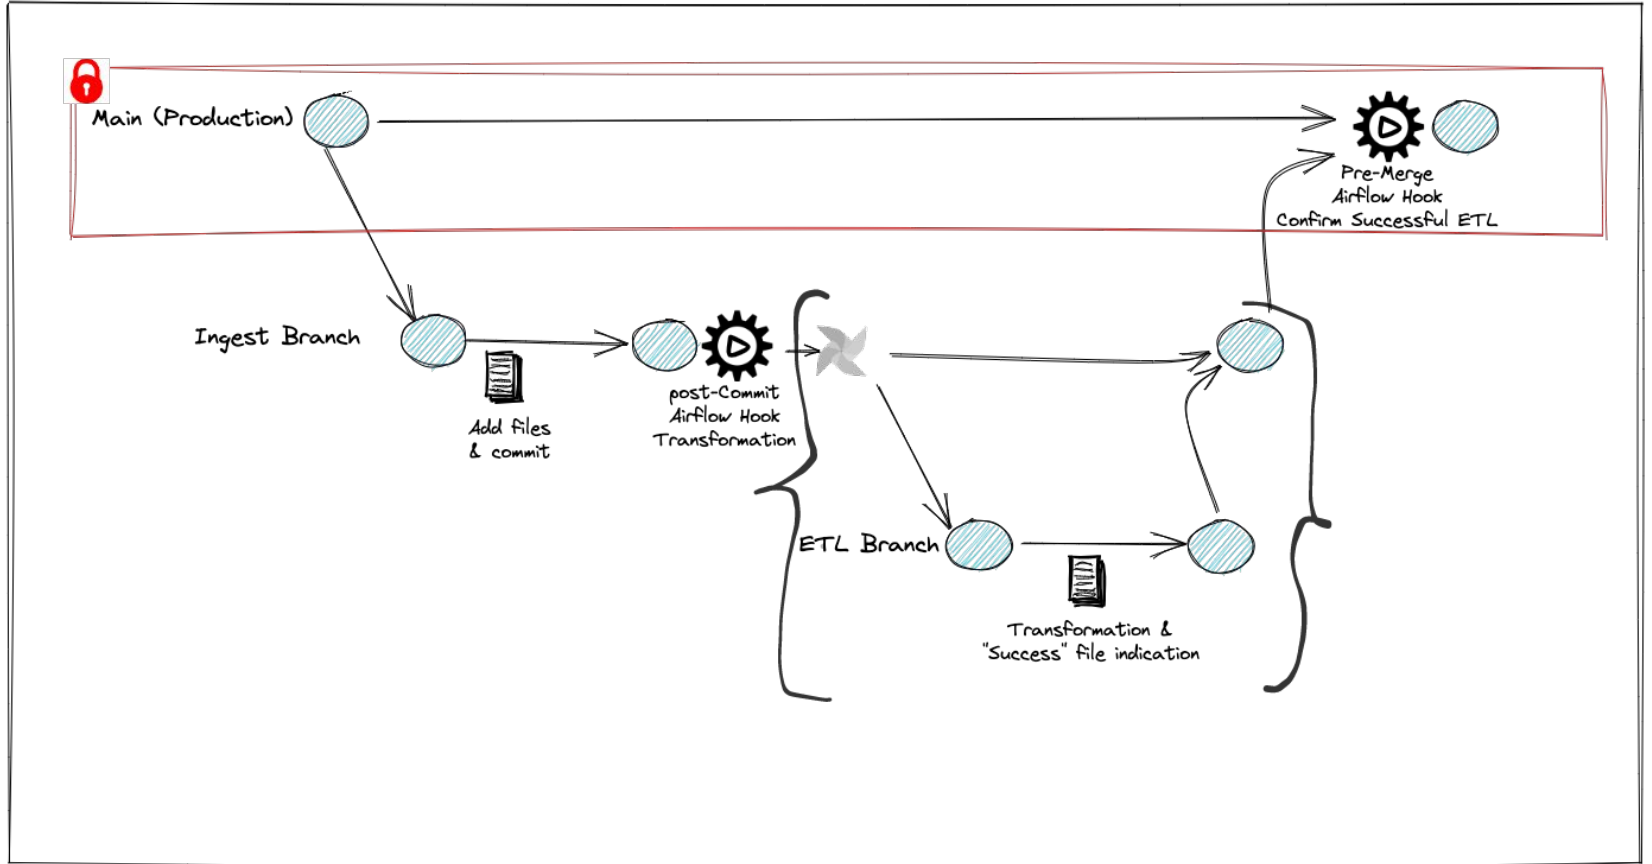 Main (Production)
Pre-Merge
Airflow Hook
Confirm Successful ETL
Ingest Branch
Add files
& commit
post-Commit
Airflow Hook
Transformation
ETL Branch
Transformation &
"Success" file indication